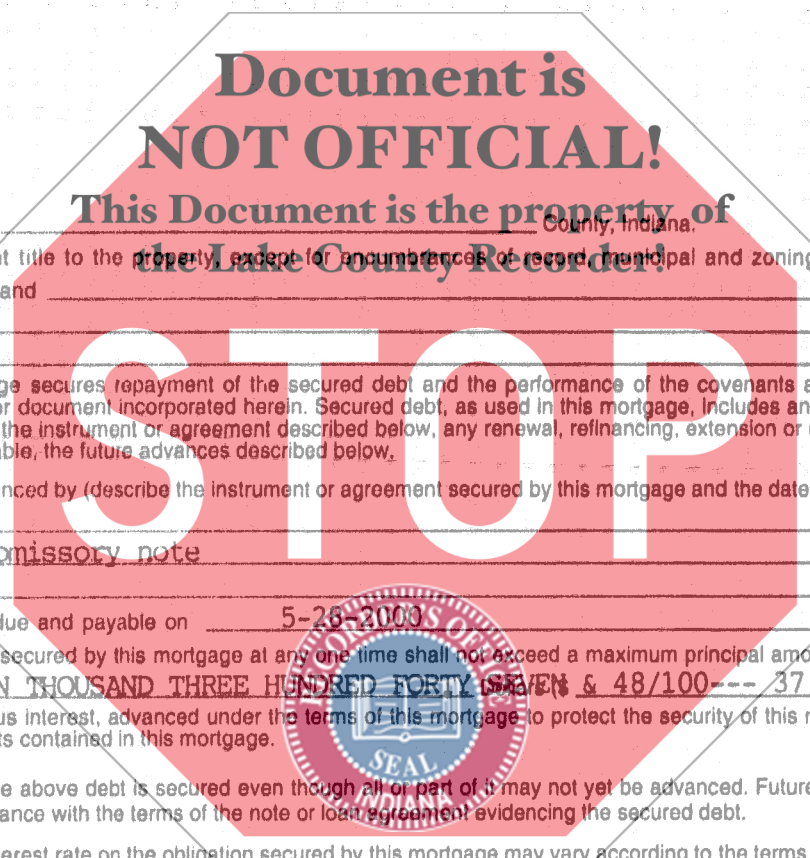 Document is
NOT OFFICIAL!
This Document is the property of
the Lake County Recorder!
County, Indiana.
t title to the property, except for encumbrances of record, municipal and zoning
and
STOP
ge secures repayment of the secured debt and the performance of the covenants a
r document incorporated herein. Secured debt, as used in this mortgage, includes an
the instrument or agreement described below, any renewal, refinancing, extension or
ble, the future advances described below.
nced by (describe the instrument or agreement secured by this mortgage and the date
omissory note
due and payable on 5-28-2000
secured by this mortgage at any one time shall not exceed a maximum principal amo
N THOUSAND THREE HUNDRED FORTY SEVEN & 48/100--- 37
us interest, advanced under the terms of this mortgage to protect the security of this m
ts contained in this mortgage.
RECORDER'S OFFICE
SEAL
INDIANA
e above debt is secured even though all or part of it may not yet be advanced. Future
ance with the terms of the note or loan agreement evidencing the secured debt.
erest rate on the obligation secured by this mortgage may vary according to the terms